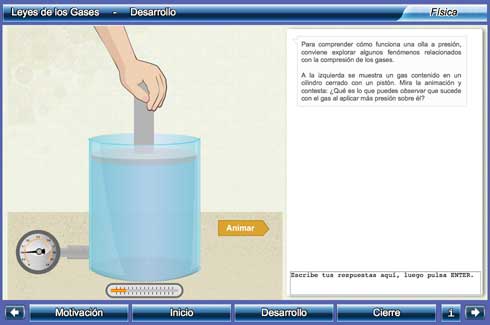 Leyes de los Gases - Desarrollo
Física
Para comprender cómo funciona una olla a presión,
conviene explorar algunos fenómenos relacionados
con la compresión de los gases.
A la izquierda se muestra un gas contenido en un
cilindro cerrado con un pistón. Mira la animación y
contesta: ¿Qué es lo que puedes observar que sucede
con el gas al aplicar más presión sobre él?
Animar
Escribe tus respuestas aquí, luego pulsa ENTER.
Motivación
Inicio
Desarrollo
Cierre
i